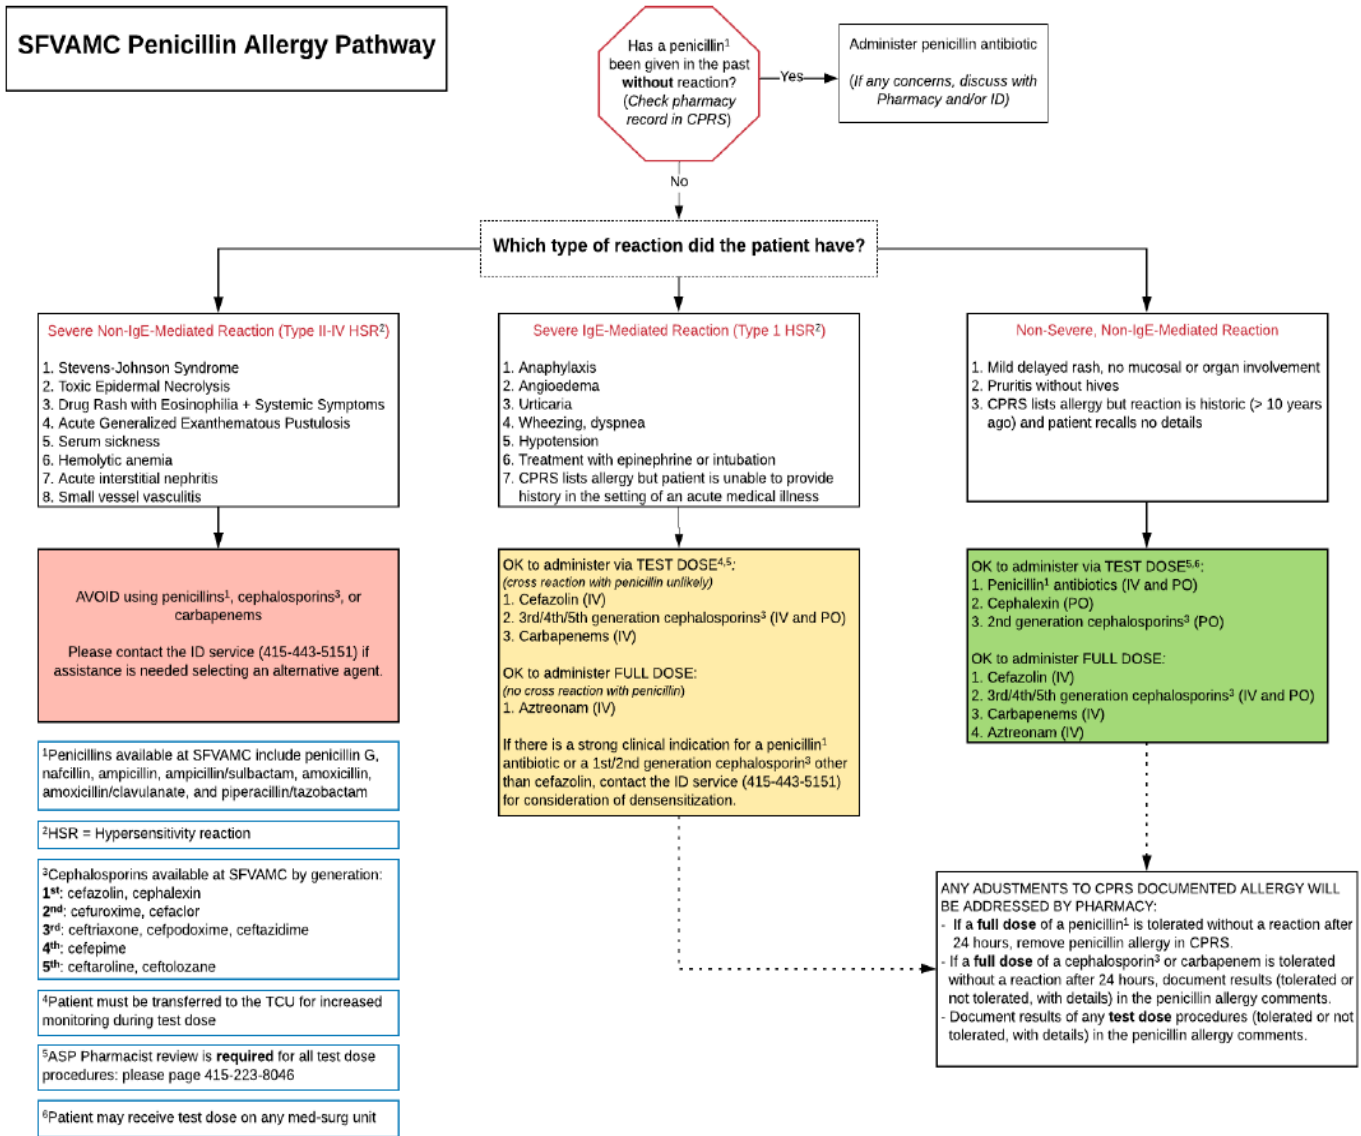 SFVAMC Penicillin Allergy Pathway
Has a penicillin¹
been given in the past
without reaction?
(Check pharmacy
record in CPRS)
Yes
Administer penicillin antibiotic
(If any concerns, discuss with
Pharmacy and/or ID)
No
Which type of reaction did the patient have?
Severe Non-IgE-Mediated Reaction (Type II-IV HSR²)
1. Stevens-Johnson Syndrome
2. Toxic Epidermal Necrolysis
3. Drug Rash with Eosinophilia + Systemic Symptoms
4. Acute Generalized Exanthematous Pustulosis
5. Serum sickness
6. Hemolytic anemia
7. Acute interstitial nephritis
8. Small vessel vasculitis
Severe IgE-Mediated Reaction (Type 1 HSR²)
1. Anaphylaxis
2. Angioedema
3. Urticaria
4. Wheezing, dyspnea
5. Hypotension
6. Treatment with epinephrine or intubation
7. CPRS lists allergy but patient is unable to provide
history in the setting of an acute medical illness
Non-Severe, Non-IgE-Mediated Reaction
1. Mild delayed rash, no mucosal or organ involvement
2. Pruritis without hives
3. CPRS lists allergy but reaction is historic (> 10 years
ago) and patient recalls no details
AVOID using penicillins¹, cephalosporins³, or
carbapenems
Please contact the ID service (415-443-5151) if
assistance is needed selecting an alternative agent.
OK to administer via TEST DOSE⁴,⁵:
(cross reaction with penicillin unlikely)
1. Cefazolin (IV)
2. 3rd/4th/5th generation cephalosporins³ (IV and PO)
3. Carbapenems (IV)
OK to administer FULL DOSE:
(no cross reaction with penicillin)
1. Aztreonam (IV)
If there is a strong clinical indication for a penicillin¹
antibiotic or a 1st/2nd generation cephalosporin³ other
than cefazolin, contact the ID service (415-443-5151)
for consideration of densensitization.
OK to administer via TEST DOSE⁵,⁶:
1. Penicillin¹ antibiotics (IV and PO)
2. Cephalexin (PO)
3. 2nd generation cephalosporins³ (PO)
OK to administer FULL DOSE:
1. Cefazolin (IV)
2. 3rd/4th/5th generation cephalosporins³ (IV and PO)
3. Carbapenems (IV)
4. Aztreonam (IV)
¹Penicillins available at SFVAMC include penicillin G,
nafcillin, ampicillin, ampicillin/sulbactam, amoxicillin,
amoxicillin/clavulanate, and piperacillin/tazobactam
²HSR = Hypersensitivity reaction
³Cephalosporins available at SFVAMC by generation:
1ˢᵗ: cefazolin, cephalexin
2ⁿᵈ: cefuroxime, cefaclor
3ʳᵈ: ceftriaxone, cefpodoxime, ceftazidime
4ᵗʰ: cefepime
5ᵗʰ: ceftaroline, ceftolozane
⁴Patient must be transferred to the TCU for increased
monitoring during test dose
⁵ASP Pharmacist review is required for all test dose
procedures: please page 415-223-8046
⁶Patient may receive test dose on any med-surg unit
ANY ADUSTMENTS TO CPRS DOCUMENTED ALLERGY WILL
BE ADDRESSED BY PHARMACY:
- If a full dose of a penicillin¹ is tolerated without a reaction after
24 hours, remove penicillin allergy in CPRS.
- If a full dose of a cephalosporin³ or carbapenem is tolerated
without a reaction after 24 hours, document results (tolerated or
not tolerated, with details) in the penicillin allergy comments.
- Document results of any test dose procedures (tolerated or not
tolerated, with details) in the penicillin allergy comments.